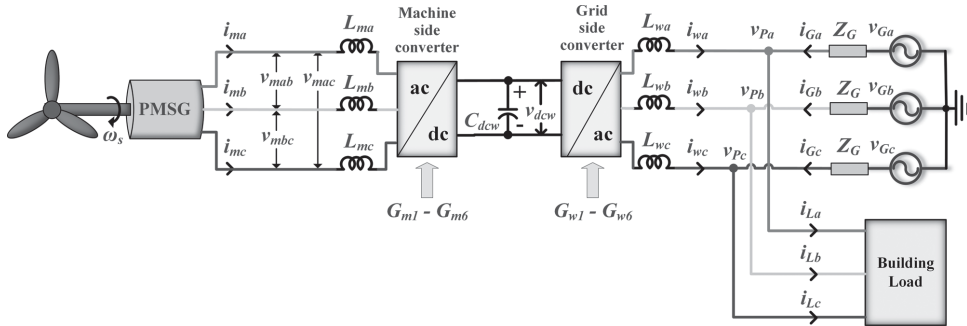 Machine
side
converter
Grid
side
converter
L_ma
L_wa
i_ma
i_wa
v_Pa
i_Ga
Z_G
v_Ga
v_mab
v_mac
ac
dc
PMSG
i_mb
L_mb
C_dcw
+
-
v_dcw
L_wb
i_wb
v_Pb
i_Gb
Z_G
v_Gb
ω_s
v_mbc
dc
ac
i_mc
L_mc
L_wc
i_wc
v_Pc
i_Gc
Z_G
v_Gc
G_m1 - G_m6
G_w1 - G_w6
i_La
i_Lb
i_Lc
Building
Load